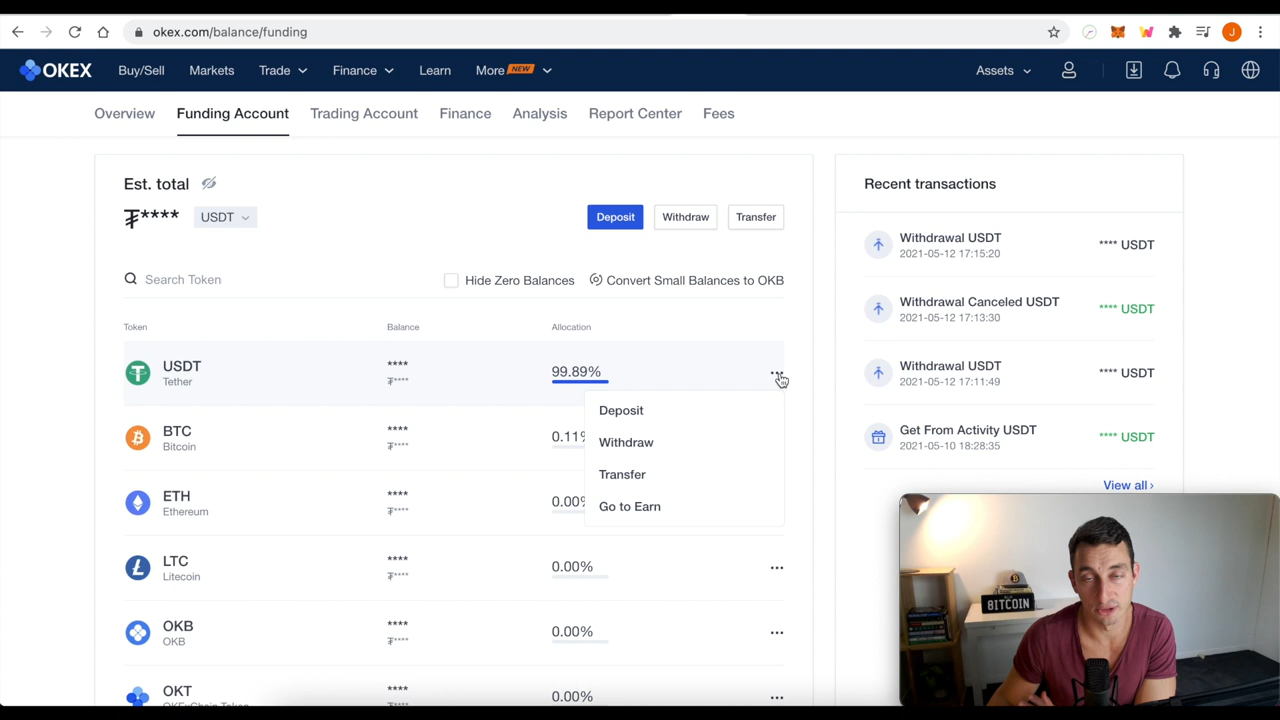 okex.com/balance/funding
J
OKEX
Buy/Sell
Markets
Trade
Finance
Learn
More NEW
Assets
Overview
Funding Account
Trading Account
Finance
Analysis
Report Center
Fees
Est. total
₮****
USDT
Deposit
Withdraw
Transfer
Search Token
Hide Zero Balances
Convert Small Balances to OKB
Token
Balance
Allocation
USDT
Tether
****
₮****
99.89%
Deposit
Withdraw
Transfer
Go to Earn
BTC
Bitcoin
****
₮****
0.11%
ETH
Ethereum
****
₮****
0.00%
LTC
Litecoin
****
₮****
0.00%
OKB
OKB
****
₮****
0.00%
OKT
OKExChain Token
****
0.00%
Recent transactions
Withdrawal USDT
2021-05-12 17:15:20
**** USDT
Withdrawal Canceled USDT
2021-05-12 17:13:30
**** USDT
Withdrawal USDT
2021-05-12 17:11:49
**** USDT
Get From Activity USDT
2021-05-10 18:28:35
**** USDT
View all ›
BITCOIN